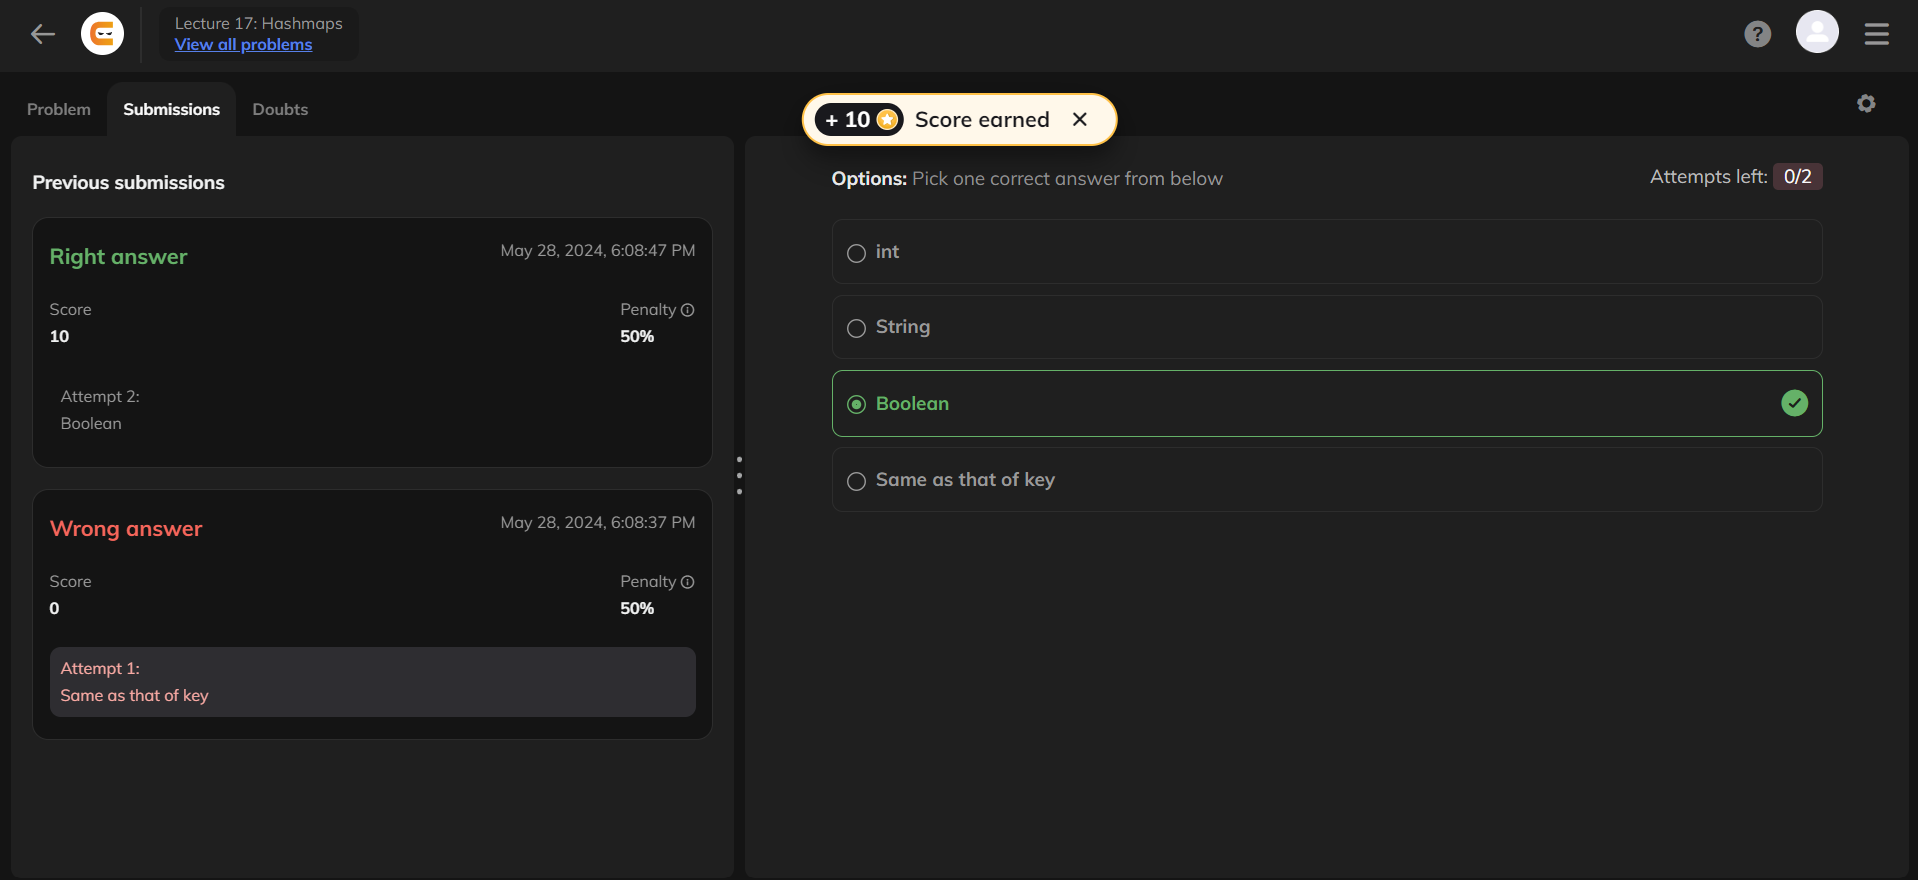 Lecture 17: Hashmaps
View all problems
?
Problem
Submissions
Doubts
+ 10 Score earned
Previous submissions
Right answer
May 28, 2024, 6:08:47 PM
Score
Penalty
10
50%
Attempt 2:
Boolean
Wrong answer
May 28, 2024, 6:08:37 PM
Score
Penalty
0
50%
Attempt 1:
Same as that of key
Options: Pick one correct answer from below
Attempts left: 0/2
int
String
Boolean
Same as that of key